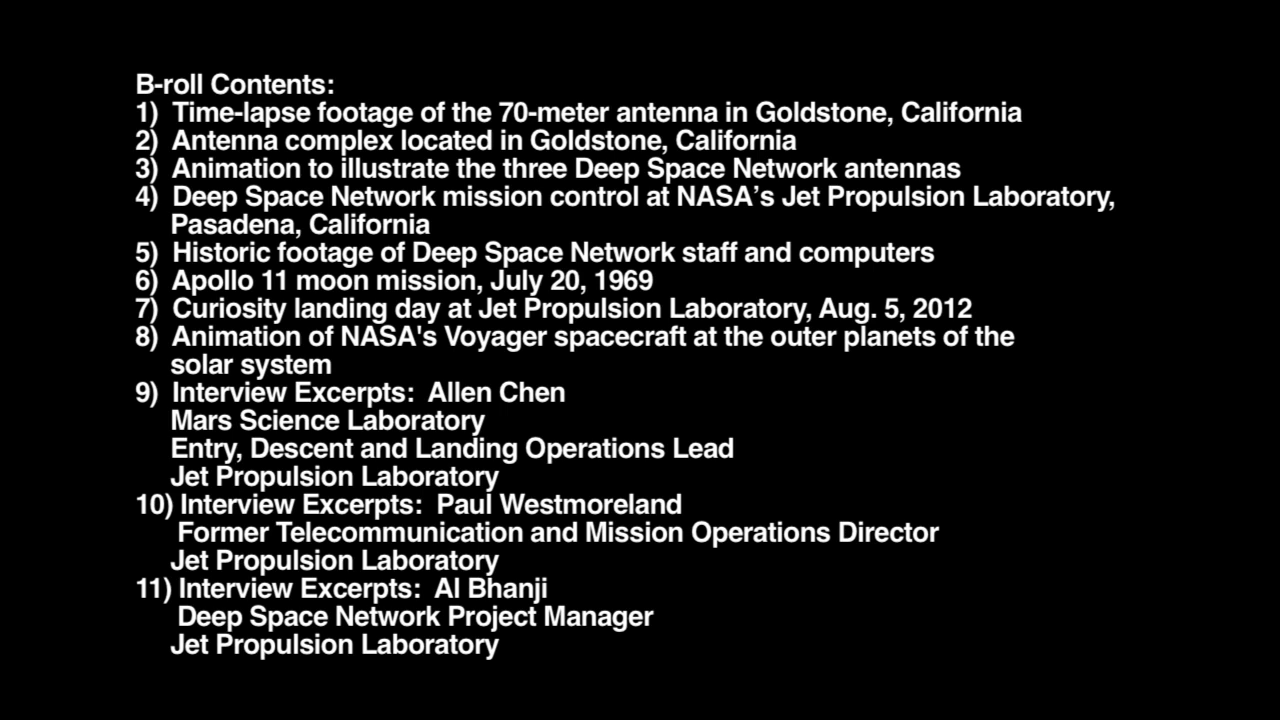 B-roll Contents:
1) Time-lapse footage of the 70-meter antenna in Goldstone, California
2) Antenna complex located in Goldstone, California
3) Animation to illustrate the three Deep Space Network antennas
4) Deep Space Network mission control at NASA’s Jet Propulsion Laboratory,
Pasadena, California
5) Historic footage of Deep Space Network staff and computers
6) Apollo 11 moon mission, July 20, 1969
7) Curiosity landing day at Jet Propulsion Laboratory, Aug. 5, 2012
8) Animation of NASA's Voyager spacecraft at the outer planets of the
solar system
9) Interview Excerpts: Allen Chen
Mars Science Laboratory
Entry, Descent and Landing Operations Lead
Jet Propulsion Laboratory
10) Interview Excerpts: Paul Westmoreland
Former Telecommunication and Mission Operations Director
Jet Propulsion Laboratory
11) Interview Excerpts: Al Bhanji
Deep Space Network Project Manager
Jet Propulsion Laboratory